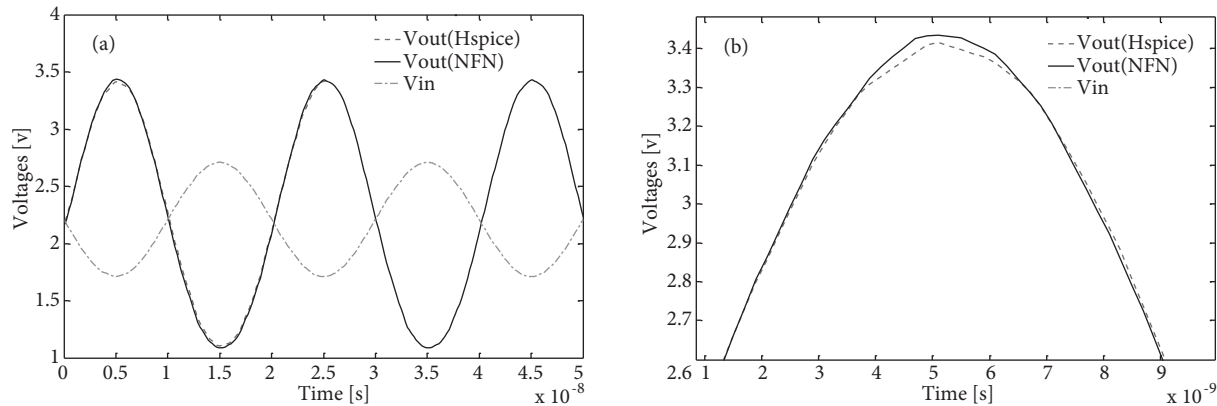 (a)
Vout(Hspice)
Vout(NFN)
Vin
Voltages [v]
4
3.5
3
2.5
2
1.5
1
0 0.5 1 1.5 2 2.5 3 3.5 4 4.5 5
Time [s]
x 10-8
(b)
Vout(Hspice)
Vout(NFN)
Vin
Voltages [v]
3.4
3.3
3.2
3.1
3
2.9
2.8
2.7
2.6
1 2 3 4 5 6 7 8 9
Time [s]
x 10-9